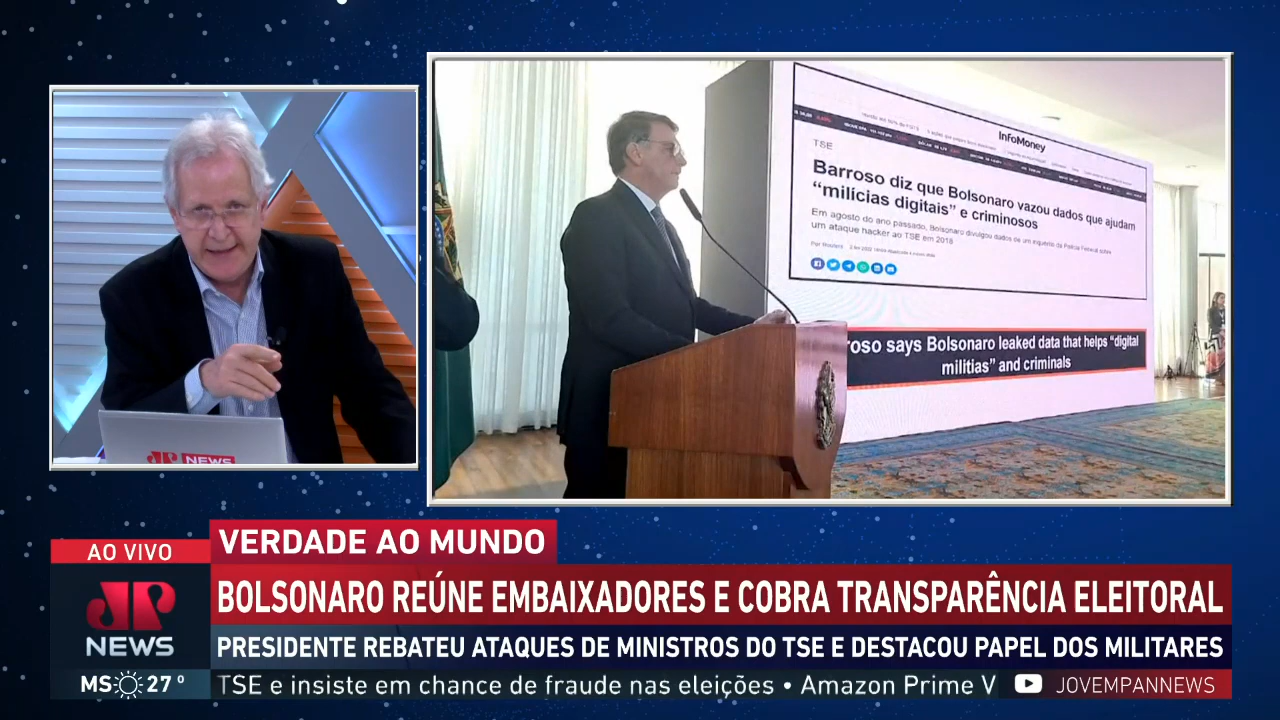 InfoMoney
TSE
Barroso diz que Bolsonaro vazou dados que ajudam
“milícias digitais” e criminosos
Em agosto do ano passado, Bolsonaro divulgou dados de um inquérito da Polícia Federal sobre
um ataque hacker ao TSE em 2018
Por Reuters
roso says Bolsonaro leaked data that helps “digital
militias” and criminals
JP NEWS
VERDADE AO MUNDO
AO VIVO
BOLSONARO REÚNE EMBAIXADORES E COBRA TRANSPARÊNCIA ELEITORAL
JP
NEWS
PRESIDENTE REBATEU ATAQUES DE MINISTROS DO TSE E DESTACOU PAPEL DOS MILITARES
MS 27 º
TSE e insiste em chance de fraude nas eleições • Amazon Prime V
JOVEMPANNEWS